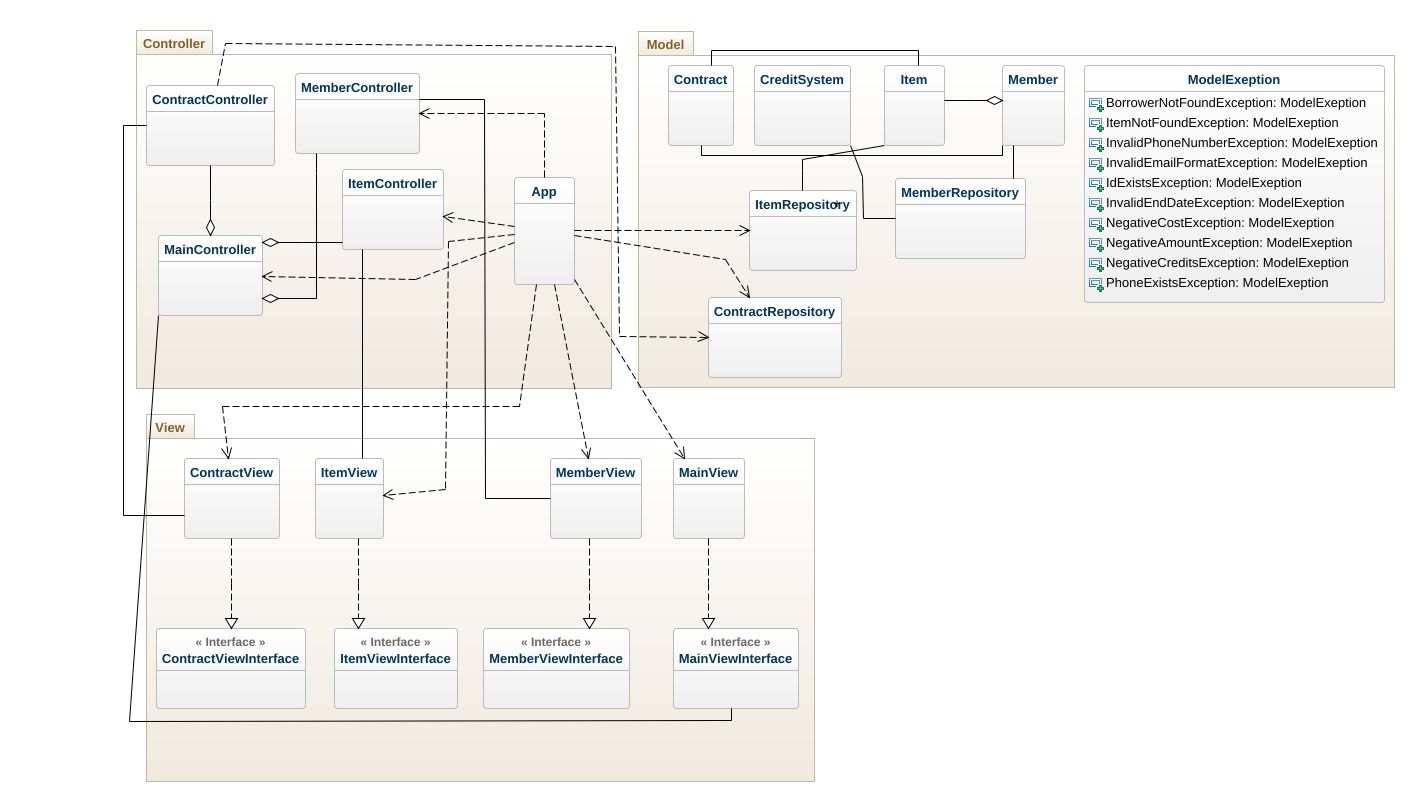 Controller
ContractController
MemberController
ItemController
App
MainController
Model
Contract
CreditSystem
Item
Member
ModelExeption
BorrowerNotFoundException: ModelExeption
ItemNotFoundException: ModelExeption
InvalidPhoneNumberException: ModelExeption
InvalidEmailFormatException: ModelExeption
IdExistsException: ModelExeption
InvalidEndDateException: ModelExeption
NegativeCostException: ModelExeption
NegativeAmountException: ModelExeption
NegativeCreditsException: ModelExeption
PhoneExistsException: ModelExeption
ItemRepository
MemberRepository
ContractRepository
View
ContractView
ItemView
MemberView
MainView
« Interface »
ContractViewInterface
« Interface »
ItemViewInterface
« Interface »
MemberViewInterface
« Interface »
MainViewInterface